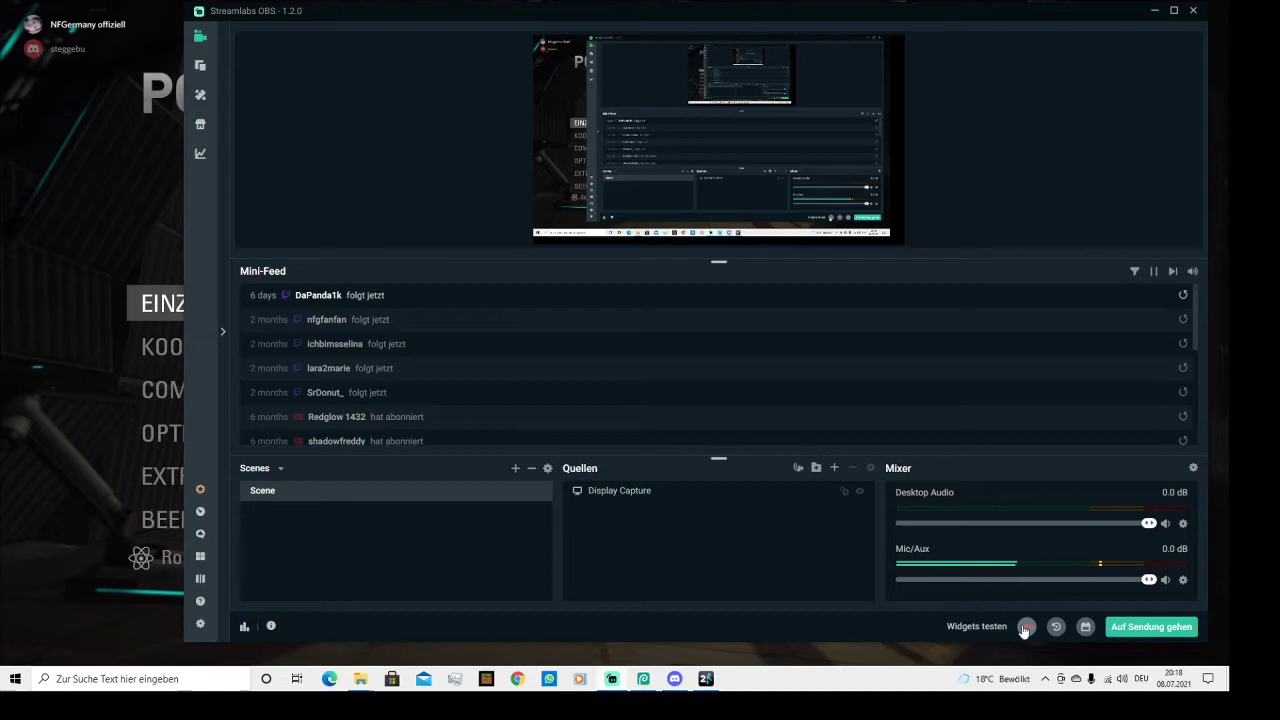 NFGermany offiziell
steggebu
Streamlabs OBS - 1.2.0
EINZ
KOO
COM
OPTI
EXTR
BEEN
Ro
Mini-Feed
6 days DaPanda1k folgt jetzt
2 months nfgfanfan folgt jetzt
2 months ichbimsselina folgt jetzt
2 months lara2marie folgt jetzt
2 months SrDonut_ folgt jetzt
6 months Redglow 1432 hat abonniert
6 months shadowfreddy hat abonniert
Scenes
Scene
Quellen
Display Capture
Mixer
Desktop Audio 0.0 dB
Mic/Aux 0.0 dB
Widgets testen
Auf Sendung gehen
Zur Suche Text hier eingeben
18°C Bewölkt
DEU
20:18
08.07.2021